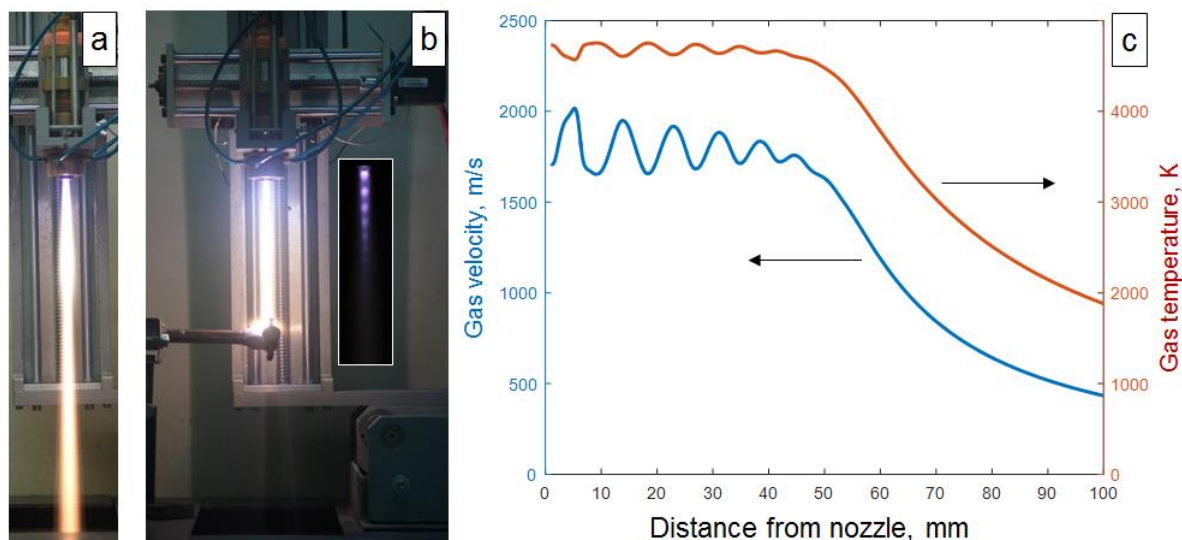 a
b
c
2500
2000
1500
1000
500
0
Gas velocity, m/s
0 10 20 30 40 50 60 70 80 90 100
Distance from nozzle, mm
4000
3000
2000
1000
0
Gas temperature, K